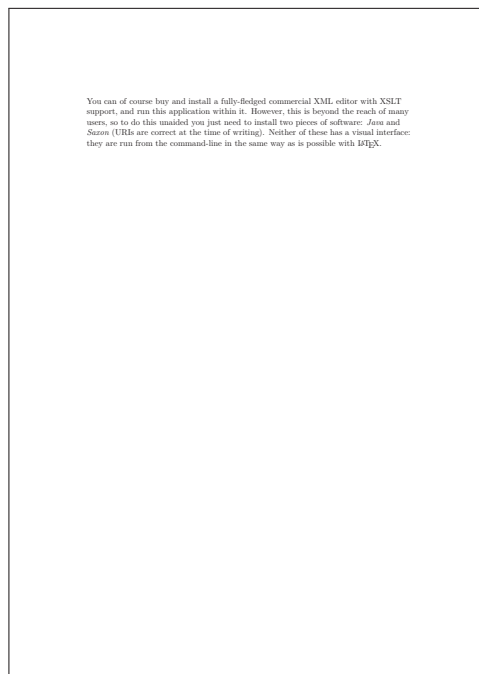 You can of course buy and install a fully-fledged commercial XML editor with XSLT
support, and run this application within it. However, this is beyond the reach of many
users, so to do this unaided you just need to install two pieces of software: Java and
Saxon (URIs are correct at the time of writing). Neither of these has a visual interface:
they are run from the command-line in the same way as is possible with LATEX.